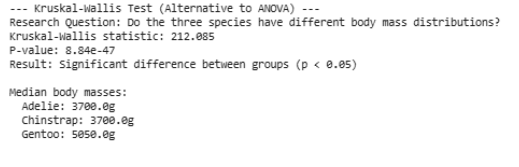 --- Kruskal-Wallis Test (Alternative to ANOVA) ---
Research Question: Do the three species have different body mass distributions?
Kruskal-Wallis statistic: 212.085
P-value: 8.84e-47
Result: Significant difference between groups (p < 0.05)
Median body masses:
Adelie: 3700.0g
Chinstrap: 3700.0g
Gentoo: 5050.0g